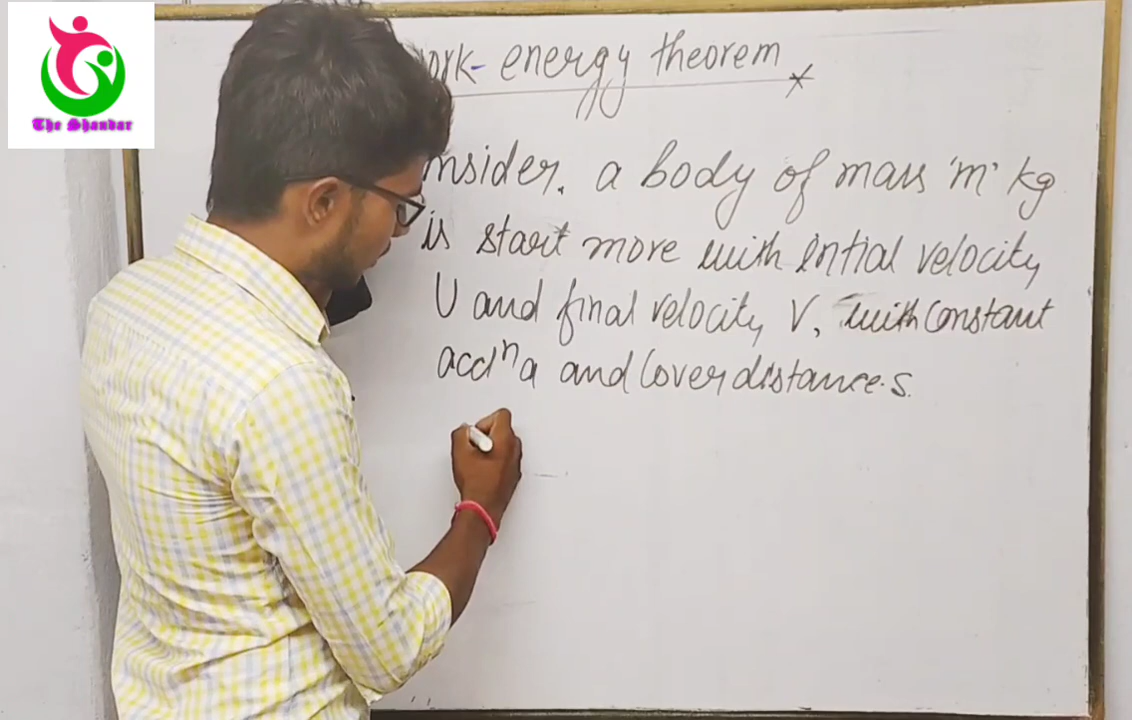 The Shandar
ork- energy theorem
nsider. a body of mass 'm' kg
is start more with intial velocity
U and final velocity V, with constant
accln a and cover distance s.